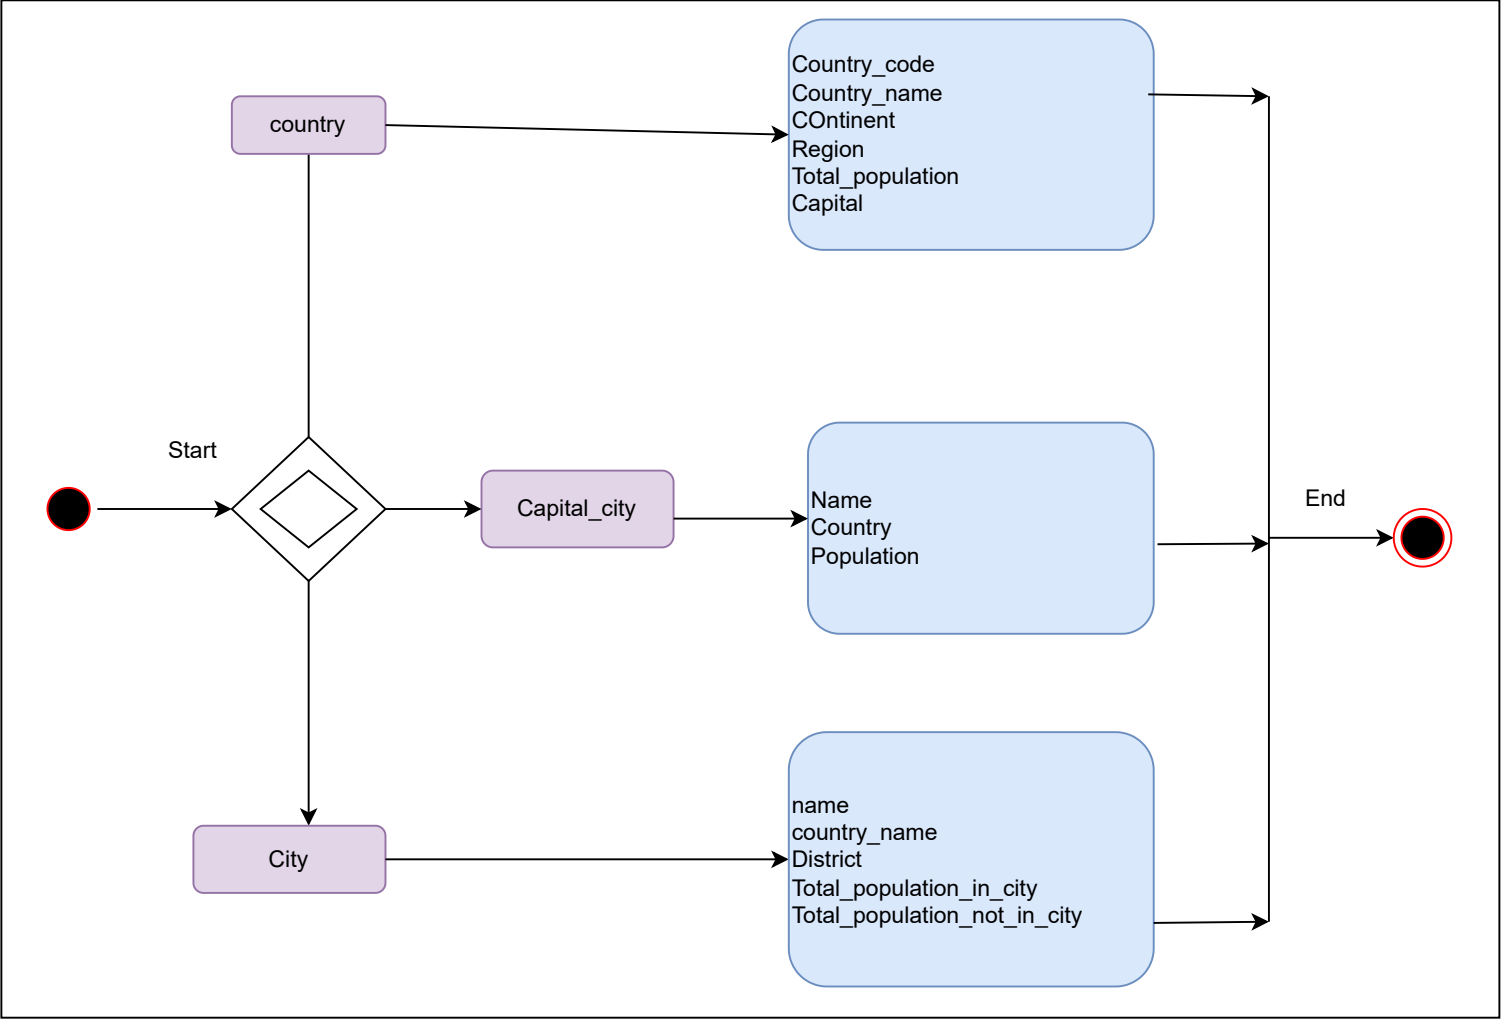 country
Country_code
Country_name
COntinent
Region
Total_population
Capital
Start
Capital_city
Name
Country
Population
End
City
name
country_name
District
Total_population_in_city
Total_population_not_in_city